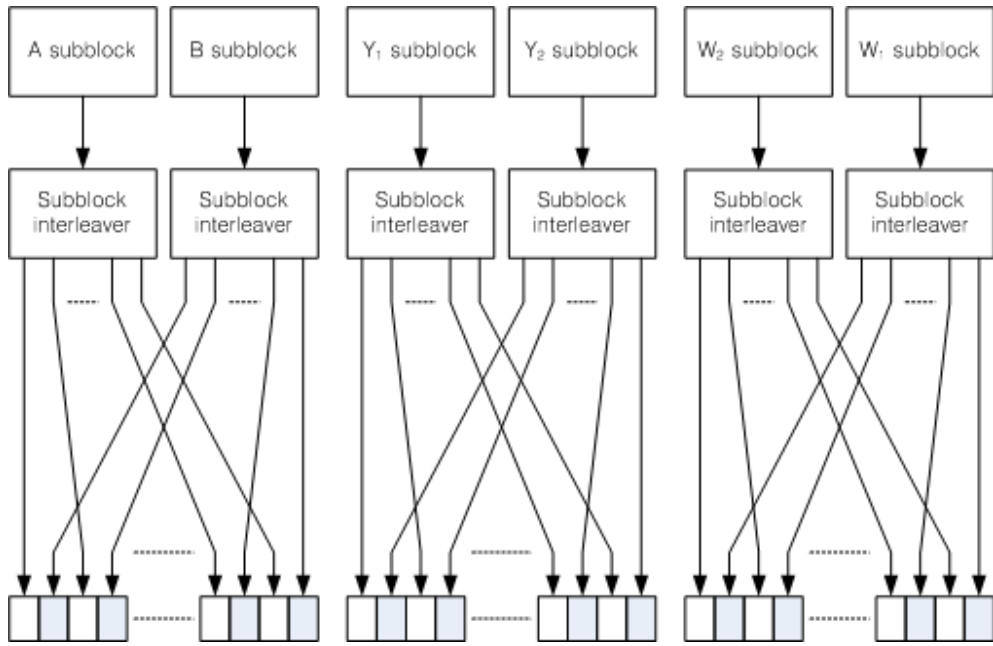 A subblock
B subblock
Y₁ subblock
Y₂ subblock
W₂ subblock
W₁ subblock
Subblock
interleaver
Subblock
interleaver
Subblock
interleaver
Subblock
interleaver
Subblock
interleaver
Subblock
interleaver